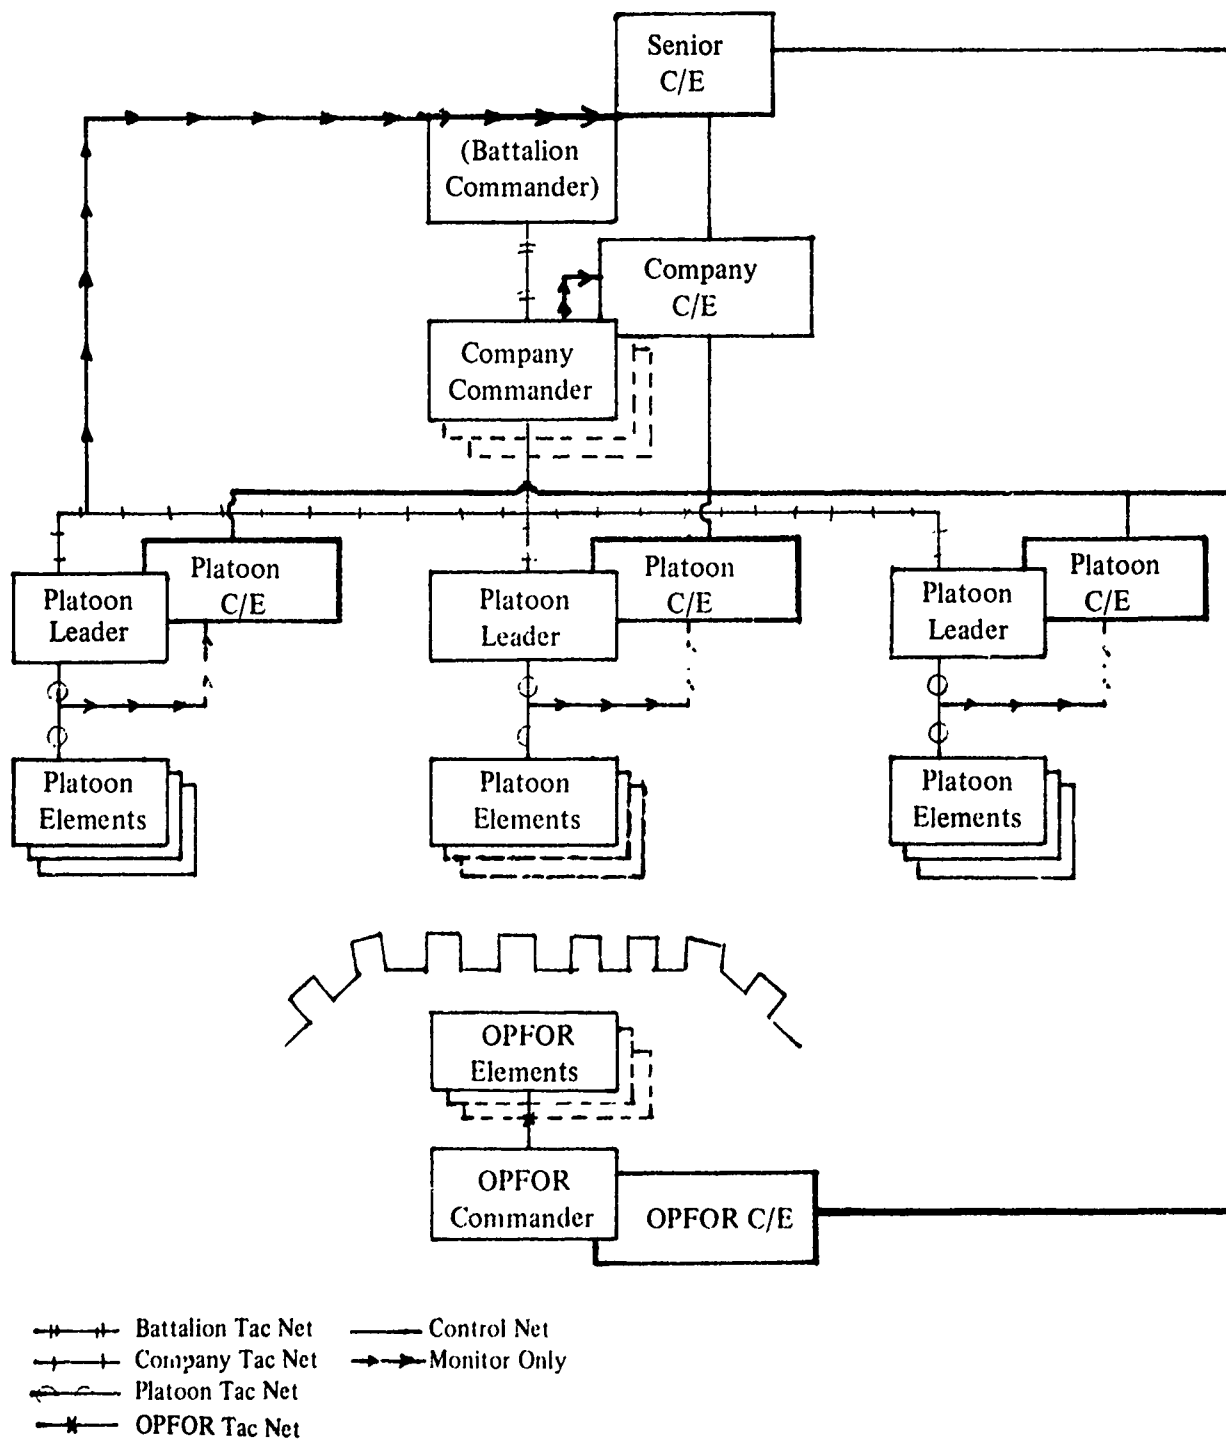 Senior
C/E
(Battalion
Commander)
Company
C/E
Company
Commander
Platoon
C/E
Platoon
Leader
Platoon
C/E
Platoon
Leader
Platoon
C/E
Platoon
Leader
Platoon
Elements
Platoon
Elements
Platoon
Elements
OPFOR
Elements
OPFOR
Commander
OPFOR C/E
Battalion Tac Net
Control Net
Company Tac Net
Monitor Only
Platoon Tac Net
OPFOR Tac Net